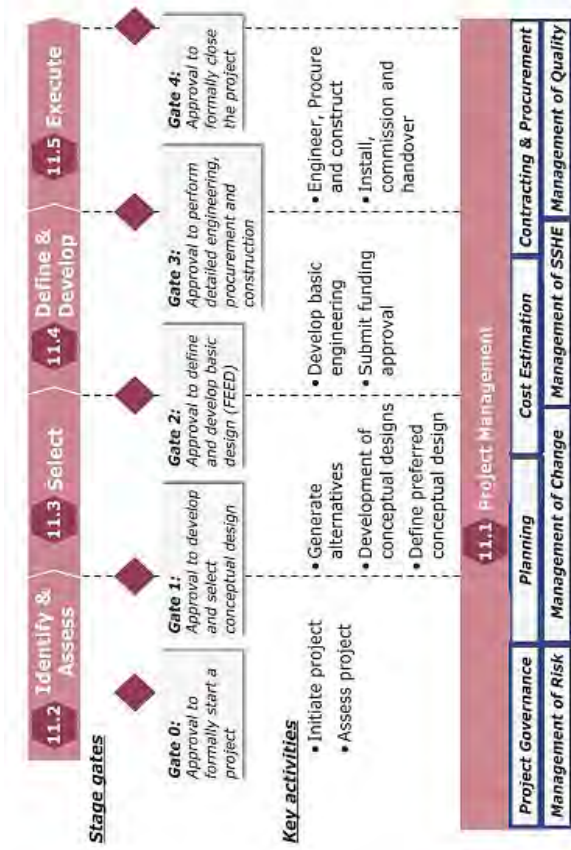 11.2 Identify &
Assess
11.3 Select
11.4 Define &
Develop
11.5 Execute
Stage gates
Gate 0:
Approval to
formally start a
project
Gate 1:
Approval to develop
and select
conceptual design
Gate 2:
Approval to define
and develop basic
design (FEED)
Gate 3:
Approval to perform
detailed engineering,
procurement and
construction
Gate 4:
Approval to
formally close
the project
Key activities
• Initiate project
• Assess project
• Generate
alternatives
• Development of
conceptual designs
• Define preferred
conceptual design
• Develop basic
engineering
• Submit funding
approval
• Engineer, Procure
and construct
• Install,
commission and
handover
11.1 Project Management
Project Governance
Planning
Cost Estimation
Contracting & Procurement
Management of Risk
Management of Change
Management of SSHE
Management of Quality